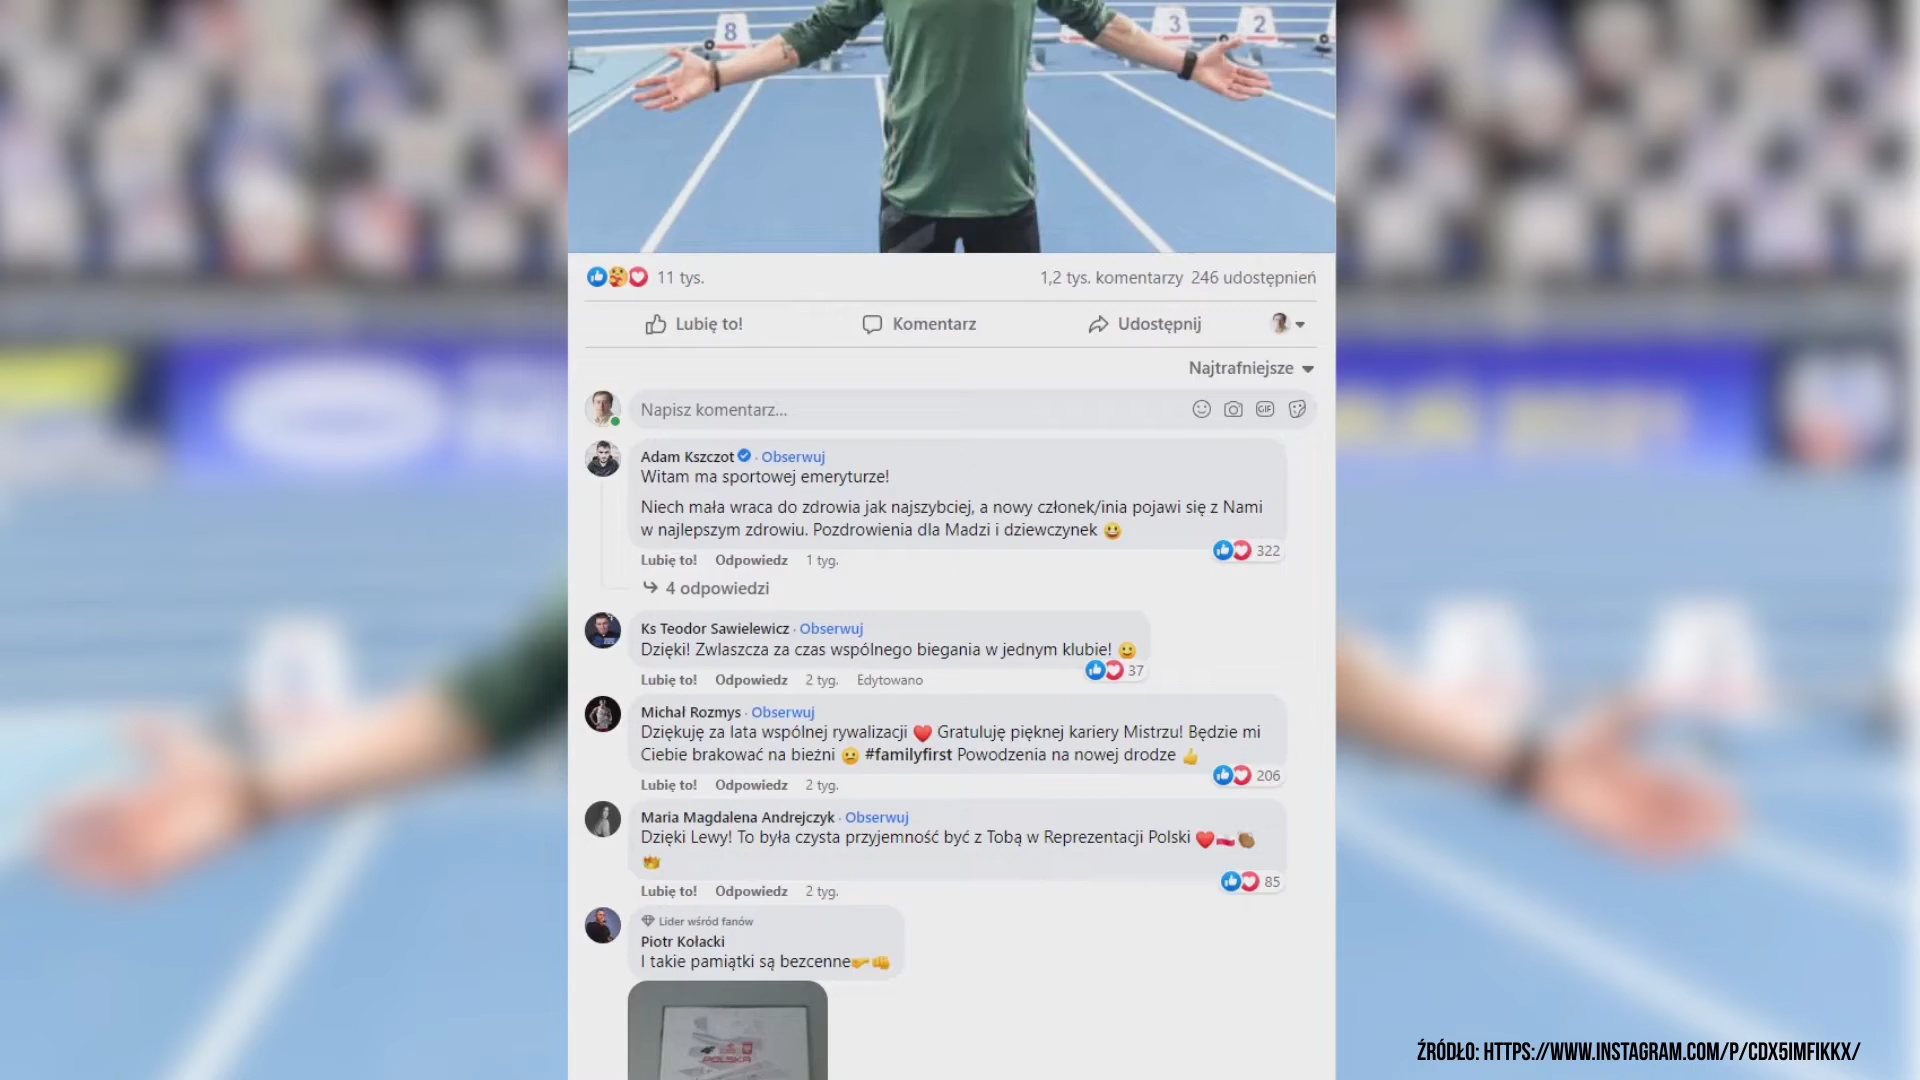 8
3
2
11 tys.
1,2 tys. komentarzy 246 udostępnień
Lubię to!
Komentarz
Udostępnij
Najtrafniejsze
Napisz komentarz...
GIF
Adam Kszczot · Obserwuj
Witam ma sportowej emeryturze!
Niech mała wraca do zdrowia jak najszybciej, a nowy członek/inia pojawi się z Nami
w najlepszym zdrowiu. Pozdrowienia dla Madzi i dziewczynek 😀
322
Lubię to! Odpowiedz 1 tyg.
4 odpowiedzi
Ks Teodor Sawielewicz · Obserwuj
Dzięki! Zwlaszcza za czas wspólnego biegania w jednym klubie! 🙂
37
Lubię to! Odpowiedz 2 tyg. Edytowano
Michał Rozmys · Obserwuj
Dziękuję za lata wspólnej rywalizacji ❤️ Gratuluję pięknej kariery Mistrzu! Będzie mi
Ciebie brakować na bieżni 😕 #familyfirst Powodzenia na nowej drodze 👍
206
Lubię to! Odpowiedz 2 tyg.
Maria Magdalena Andrejczyk · Obserwuj
Dzięki Lewy! To była czysta przyjemność być z Tobą w Reprezentacji Polski ❤️🇵🇱👏🏾
👑
85
Lubię to! Odpowiedz 2 tyg.
Lider wśród fanów
Piotr Kołacki
I takie pamiątki są bezcenne🤛👊
POLSKA
ŹRÓDŁO: HTTPS://WWW.INSTAGRAM.COM/P/CDX5IMFIKKX/